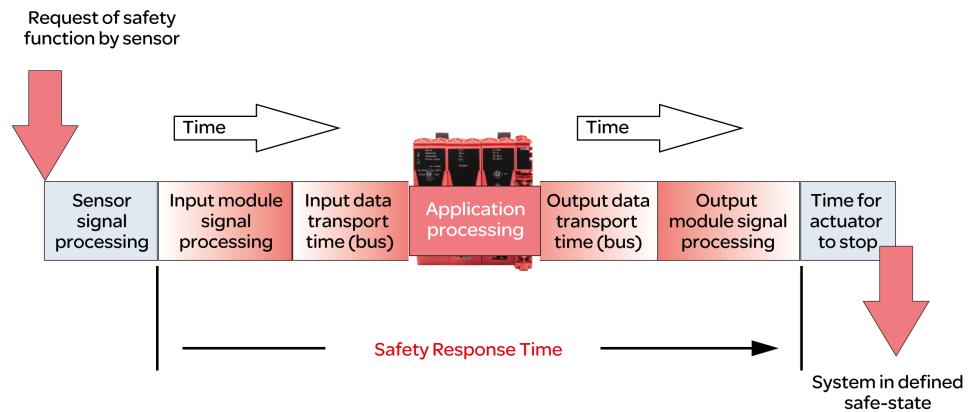 Request of safety
function by sensor
Time
Time
Sensor
signal
processing
Input module
signal
processing
Input data
transport
time (bus)
Application
processing
Output data
transport
time (bus)
Output
module signal
processing
Time for
actuator
to stop
Safety Response Time
System in defined
safe-state